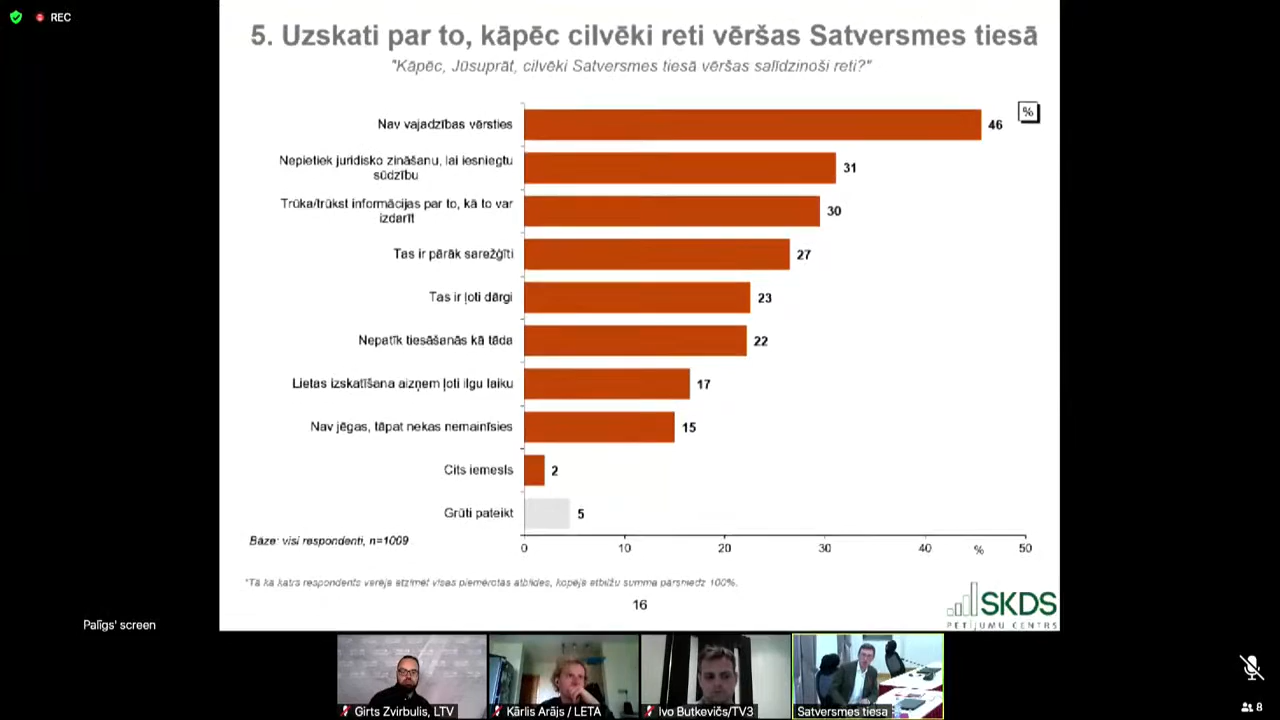 REC
5. Uzskati par to, kāpēc cilvēki reti vēršas Satversmes tiesā
"Kāpēc, Jūsuprāt, cilvēki Satversmes tiesā vēršas salīdzinoši reti?"
%
Nav vajadzības vērsties
46
Nepietiek juridisko zināšanu, lai iesniegtu
sūdzību
31
Trūka/trūkst informācijas par to, kā to var
izdarīt
30
Tas ir pārāk sarežģīti
27
Tas ir ļoti dārgi
23
Nepatīk tiesāšanās kā tāda
22
Lietas izskatīšana aizņem ļoti ilgu laiku
17
Nav jēgas, tāpat nekas nemainīsies
15
Cits iemesls
2
Grūti pateikt
5
0 10 20 30 40 % 50
Bāze: visi respondenti, n=1009
*Tā kā katrs respondents varēja atzīmēt visas piemērotās atbildes, kopējā atbilžu summa pārsniedz 100%.
16
SKDS
PĒTĪJUMU CENTRS
Palīgs' screen
Girts Zvirbulis, LTV
Kārlis Arājs / LETA
Ivo Butkevičs/TV3
Satversmes tiesa
8